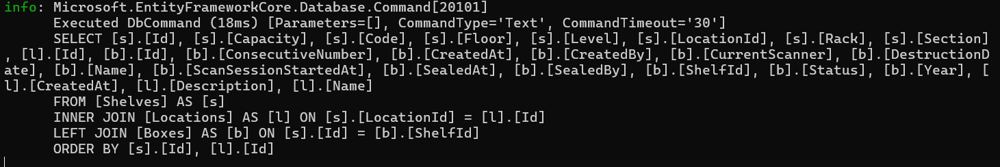 info: Microsoft.EntityFrameworkCore.Database.Command[20101]
Executed DbCommand (18ms) [Parameters=[], CommandType='Text', CommandTimeout='30']
SELECT [s].[Id], [s].[Capacity], [s].[Code], [s].[Floor], [s].[Level], [s].[LocationId], [s].[Rack], [s].[Section]
, [l].[Id], [b].[Id], [b].[ConsecutiveNumber], [b].[CreatedAt], [b].[CreatedBy], [b].[CurrentScanner], [b].[DestructionD
ate], [b].[Name], [b].[ScanSessionStartedAt], [b].[SealedAt], [b].[SealedBy], [b].[ShelfId], [b].[Status], [b].[Year], [
l].[CreatedAt], [l].[Description], [l].[Name]
FROM [Shelves] AS [s]
INNER JOIN [Locations] AS [l] ON [s].[LocationId] = [l].[Id]
LEFT JOIN [Boxes] AS [b] ON [s].[Id] = [b].[ShelfId]
ORDER BY [s].[Id], [l].[Id]